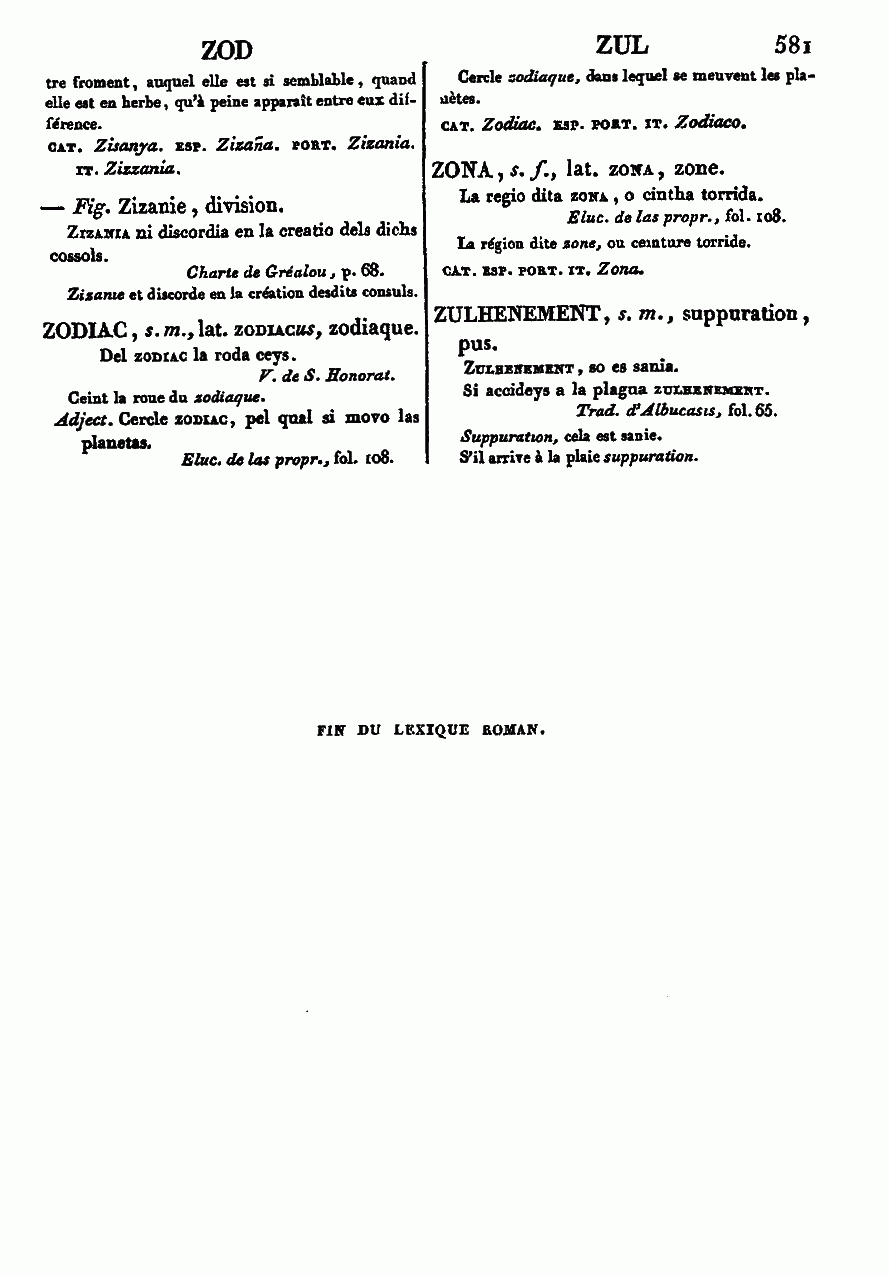 ZOD
ZUL 581
tre froment, auquel elle est si semblable, quand
elle est en herbe, qu'à peine apparaît entre eux dif-
férence.
CAT. Zisanya. ESP. Zizaña. PORT. Zizania.
IT. Zizzania.
— Fig. Zizanie, division.
ZIZANIA ni discordia en la creatio dels dichs
cossols.
Charte de Gréalou, p. 68.
Zizanie et discorde en la création desdits consuls.
ZODIAC, s. m., lat. ZODIACUS, zodiaque.
Del ZODIAC la roda ceys.
V. de S. Honorat.
Ceint la roue du zodiaque.
Adject. Cercle ZODIAC, pel qual si movo las
planetas.
Eluc. de las propr., fol. 108.
Cercle zodiaque, dans lequel se meuvent les pla-
nètes.
CAT. Zodiac. ESP. PORT. IT. Zodiaco.
ZONA, s. f., lat. ZONA, zone.
La regio dita ZONA, o cintha torrida.
Eluc. de las propr., fol. 108.
La région dite zone, ou ceinture torride.
CAT. ESP. PORT. IT. Zona.
ZULHENEMENT, s. m., suppuration,
pus.
ZULHENEMENT, so es sania.
Si accideys a la plagua ZULHENEMENT.
Trad. d'Albucasis, fol. 65.
Suppuration, cela est sanie.
S'il arrive à la plaie suppuration.
FIN DU LEXIQUE ROMAN.